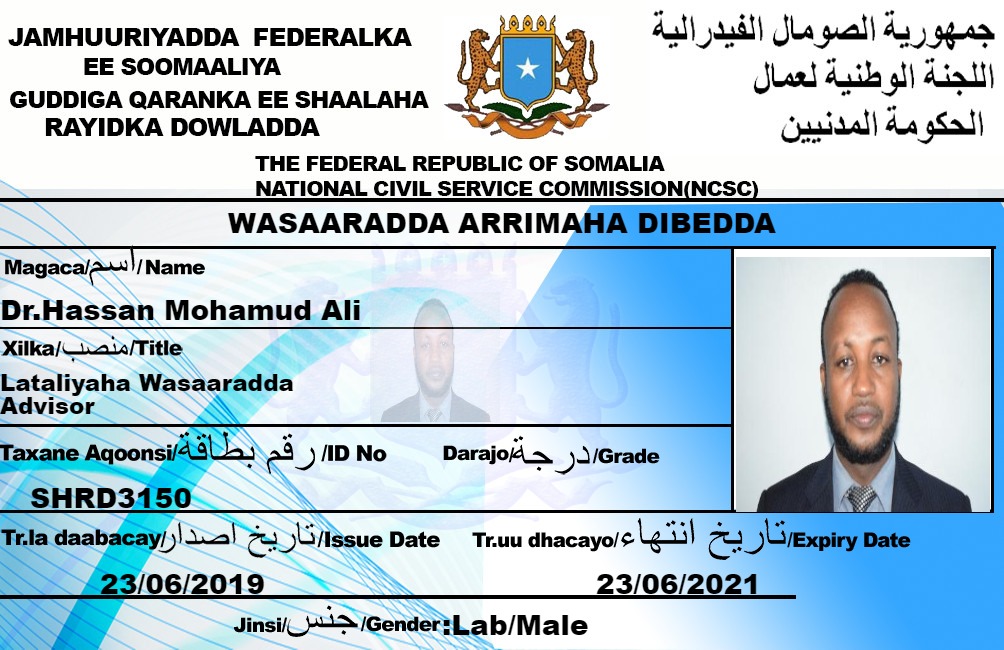 JAMHUURIYADDA FEDERALKA
EE SOOMAALIYA
GUDDIGA QARANKA EE SHAALAHA
RAYIDKA DOWLADDA
جمهورية الصومال الفيدرالية
اللجنة الوطنية لعمال
الحكومة المدنيين
THE FEDERAL REPUBLIC OF SOMALIA
NATIONAL CIVIL SERVICE COMMISSION(NCSC)
WASAARADDA ARRIMAHA DIBEDDA
Magaca/اسم/Name
Dr.Hassan Mohamud Ali
Xilka/منصب/Title
Lataliyaha Wasaaradda
Advisor
Taxane Aqoonsi/رقم بطاقة/ID No
Darajo/درجة/Grade
SHRD3150
Tr.la daabacay/تاريخ اصدار/Issue Date
Tr.uu dhacayo/تاريخ انتهاء/Expiry Date
23/06/2019
23/06/2021
Jinsi/جنس/Gender:Lab/Male